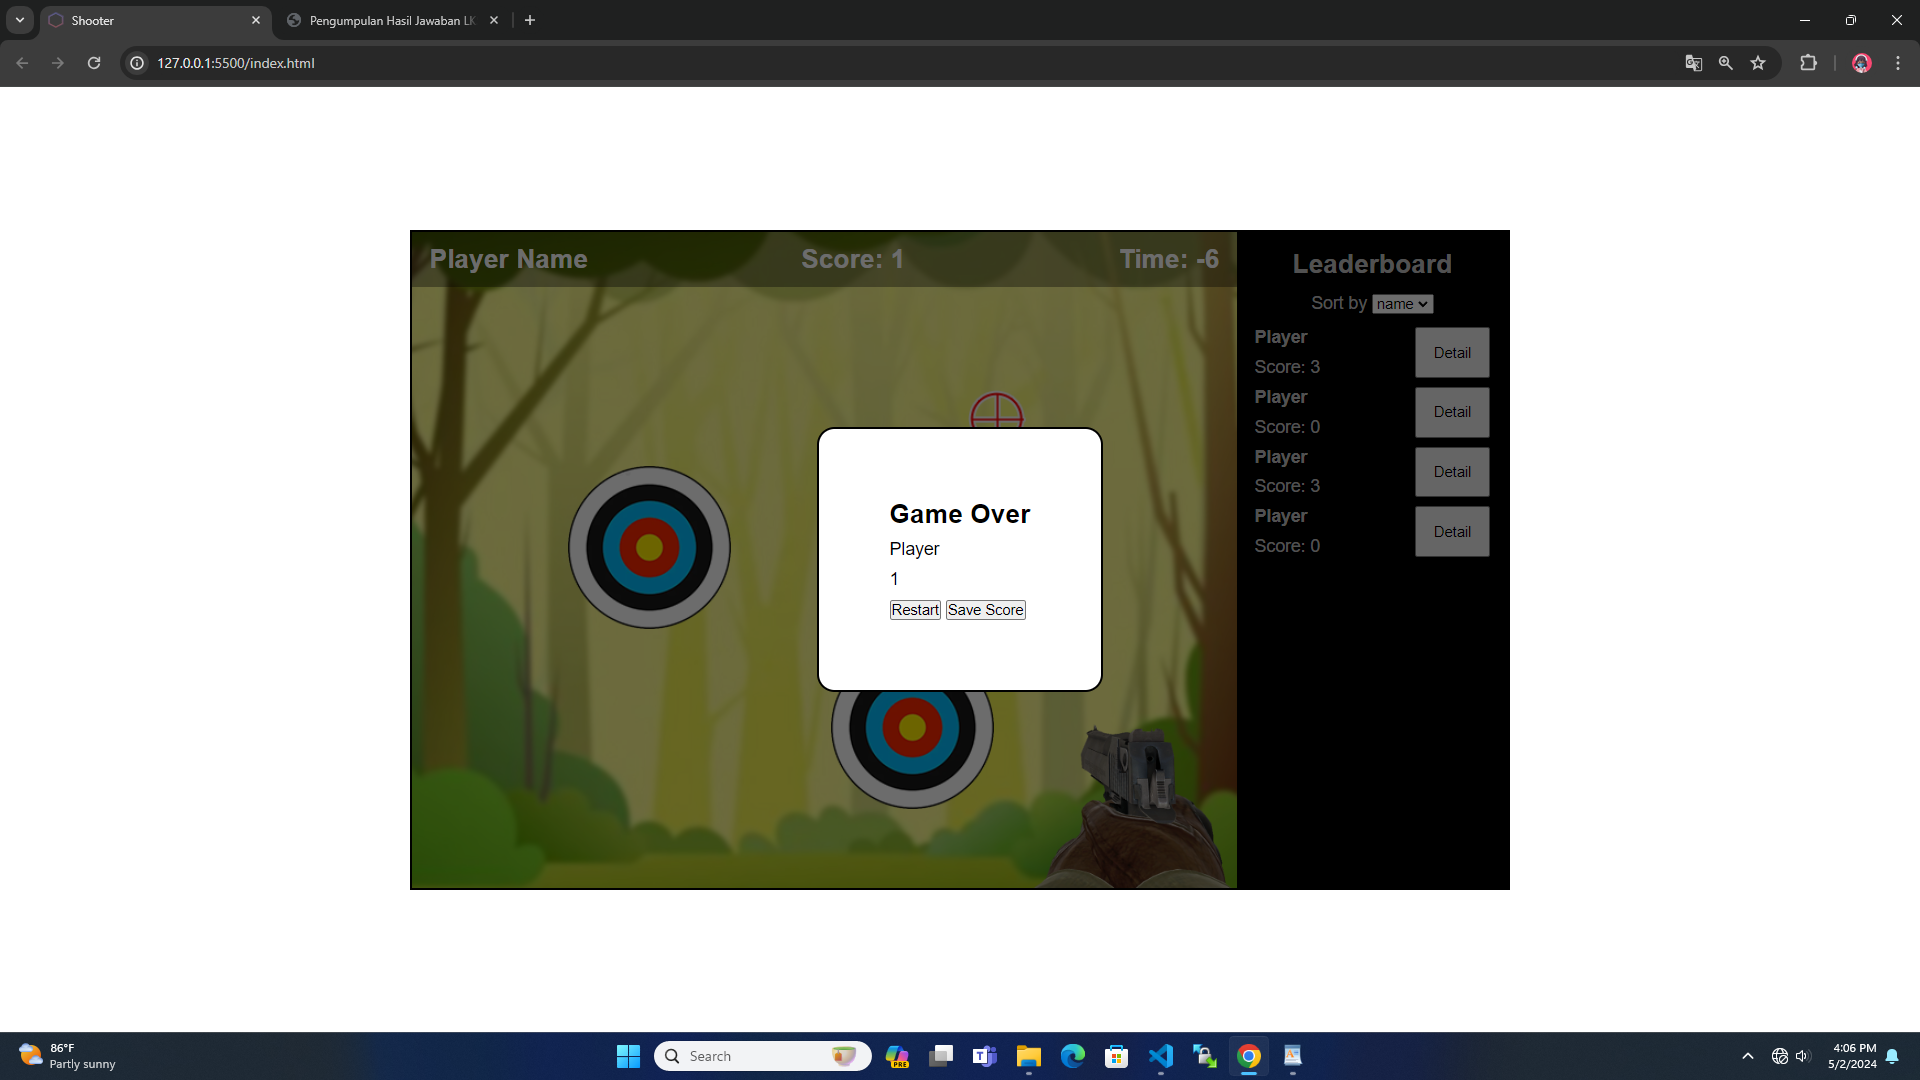 Shooter
Pengumpulan Hasil Jawaban LK
127.0.0.1:5500/index.html
Player Name
Score: 1
Time: -6
Leaderboard
Sort by name
Player
Score: 3
Detail
Player
Score: 0
Detail
Player
Score: 3
Detail
Player
Score: 0
Detail
Game Over
Player
1
Restart Save Score
86°F
Partly sunny
Search
PRE
4:06 PM
5/2/2024